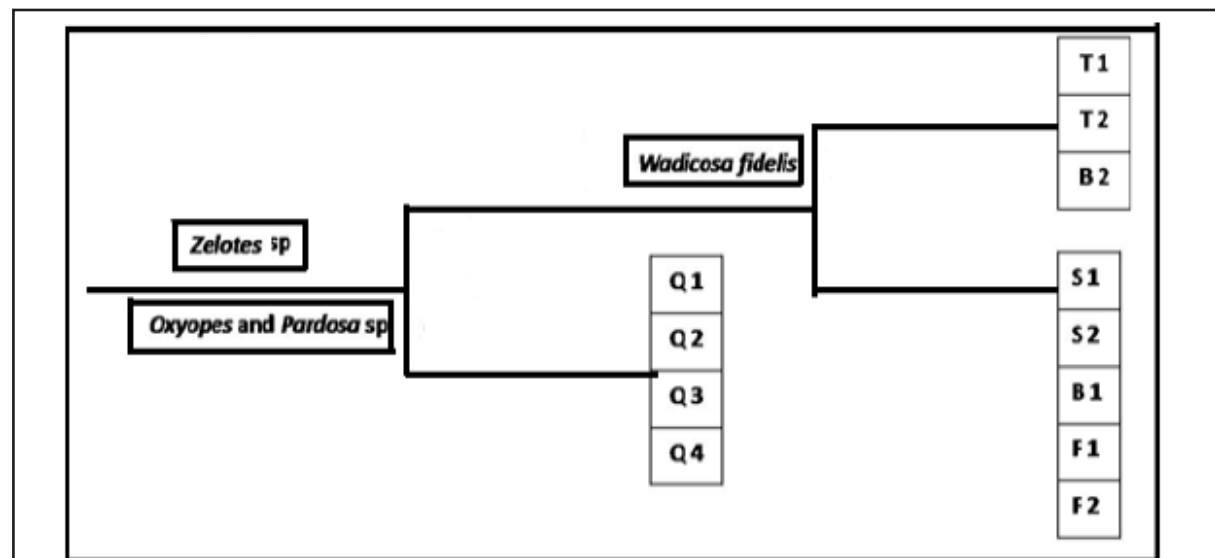 T1
T2
B2
Wadicosa fidelis
Zelotes sp
Oxyopes and Pardosa sp
Q1
Q2
Q3
Q4
S1
S2
B1
F1
F2